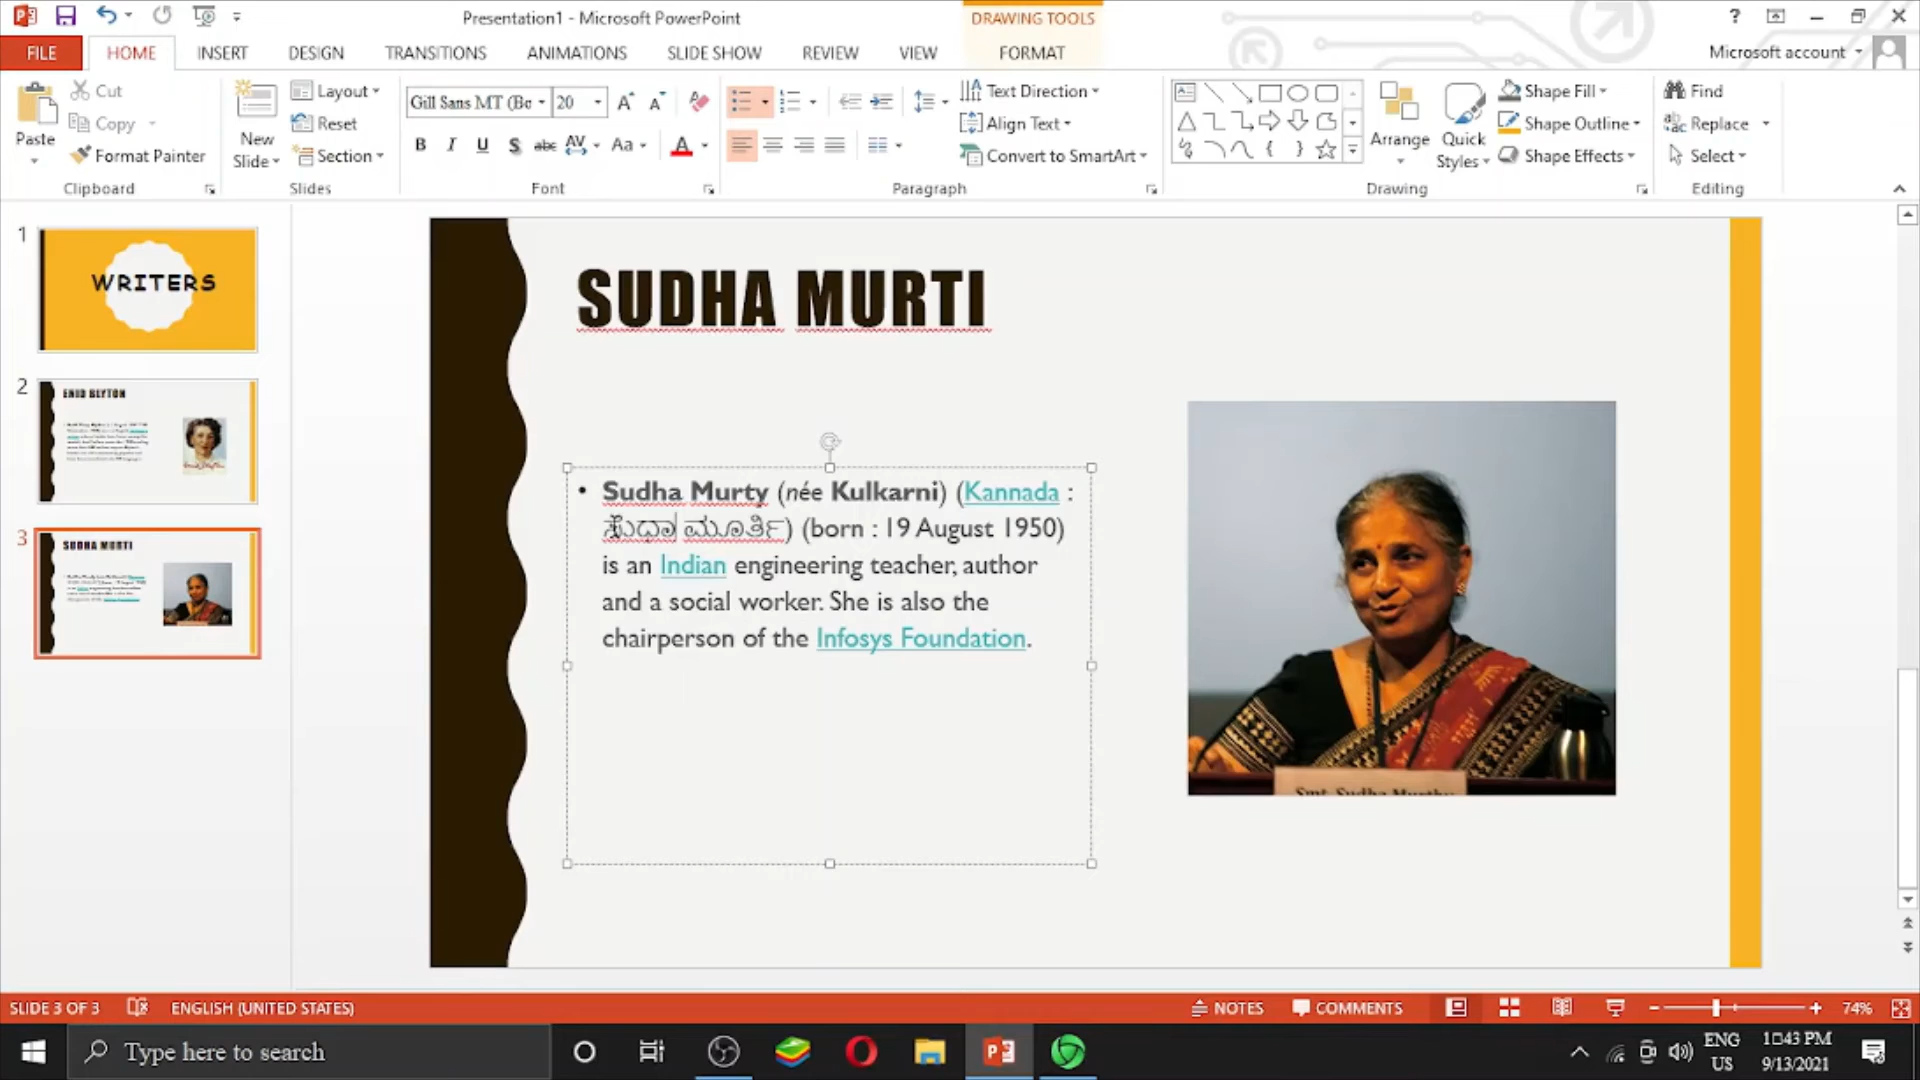 Presentation1 - Microsoft PowerPoint
DRAWING TOOLS
?
FILE
HOME
INSERT
DESIGN
TRANSITIONS
ANIMATIONS
SLIDE SHOW
REVIEW
VIEW
FORMAT
Microsoft account
Paste
Cut
Copy
Format Painter
Clipboard
New
Slide
Layout
Reset
Section
Slides
Gill Sans MT (Bo
20
Font
Text Direction
Align Text
Convert to SmartArt
Paragraph
Arrange
Quick
Styles
Shape Fill
Shape Outline
Shape Effects
Drawing
Find
Replace
Select
Editing
1
WRITERS
2
ENID BLYTON
3
SUDHA MURTI
SUDHA MURTI
• Sudha Murty (née Kulkarni) (Kannada :
ಸುಧಾ ಮೂರ್ತಿ) (born : 19 August 1950)
is an Indian engineering teacher, author
and a social worker. She is also the
chairperson of the Infosys Foundation.
Smt. Sudha Murthy
SLIDE 3 OF 3
ENGLISH (UNITED STATES)
NOTES
COMMENTS
74%
Type here to search
ENG
US
1:43 PM
9/13/2021